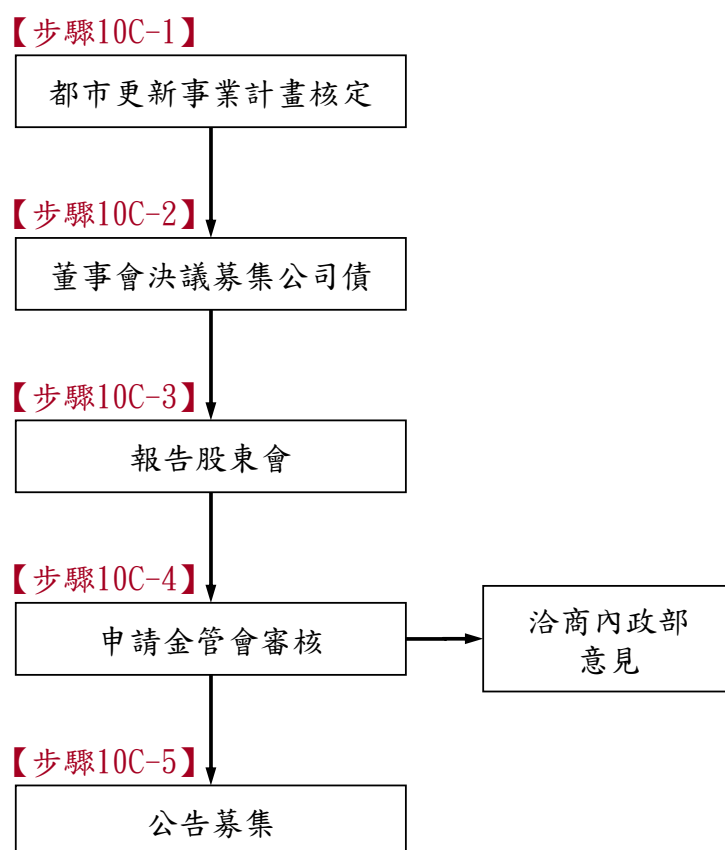 【步驟10C-1】
都市更新事業計畫核定
【步驟10C-2】
董事會決議募集公司債
【步驟10C-3】
報告股東會
【步驟10C-4】
申請金管會審核
洽商內政部
意見
【步驟10C-5】
公告募集